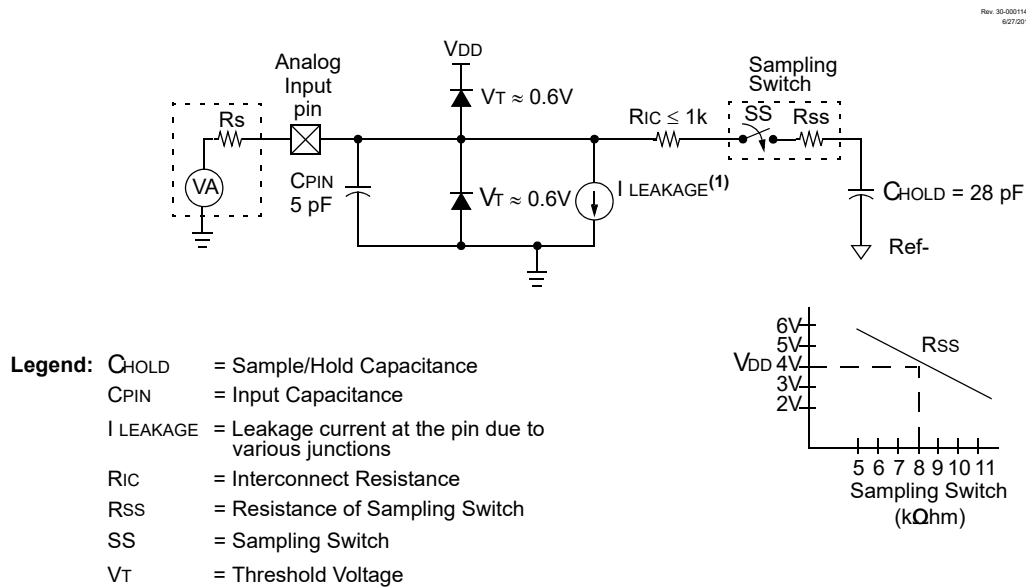 Rev. 30-000114
6/27/201
VDD
Analog
Input
pin
VT ≈ 0.6V
Sampling
Switch
Rs
RIC ≤ 1k
SS
Rss
VA
CPIN
5 pF
VT ≈ 0.6V
I LEAKAGE(1)
CHOLD = 28 pF
Ref-
6V
5V
VDD 4V
3V
2V
RSS
5 6 7 8 9 10 11
Sampling Switch
(kΩhm)
Legend: CHOLD = Sample/Hold Capacitance
CPIN = Input Capacitance
I LEAKAGE = Leakage current at the pin due to
various junctions
RIC = Interconnect Resistance
RSS = Resistance of Sampling Switch
SS = Sampling Switch
VT = Threshold Voltage